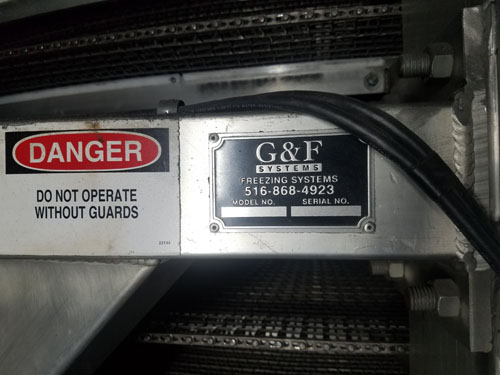 DANGER
DO NOT OPERATE
WITHOUT GUARDS
G&F
SYSTEMS
FREEZING SYSTEMS
516-868-4923
MODEL NO. SERIAL NO.